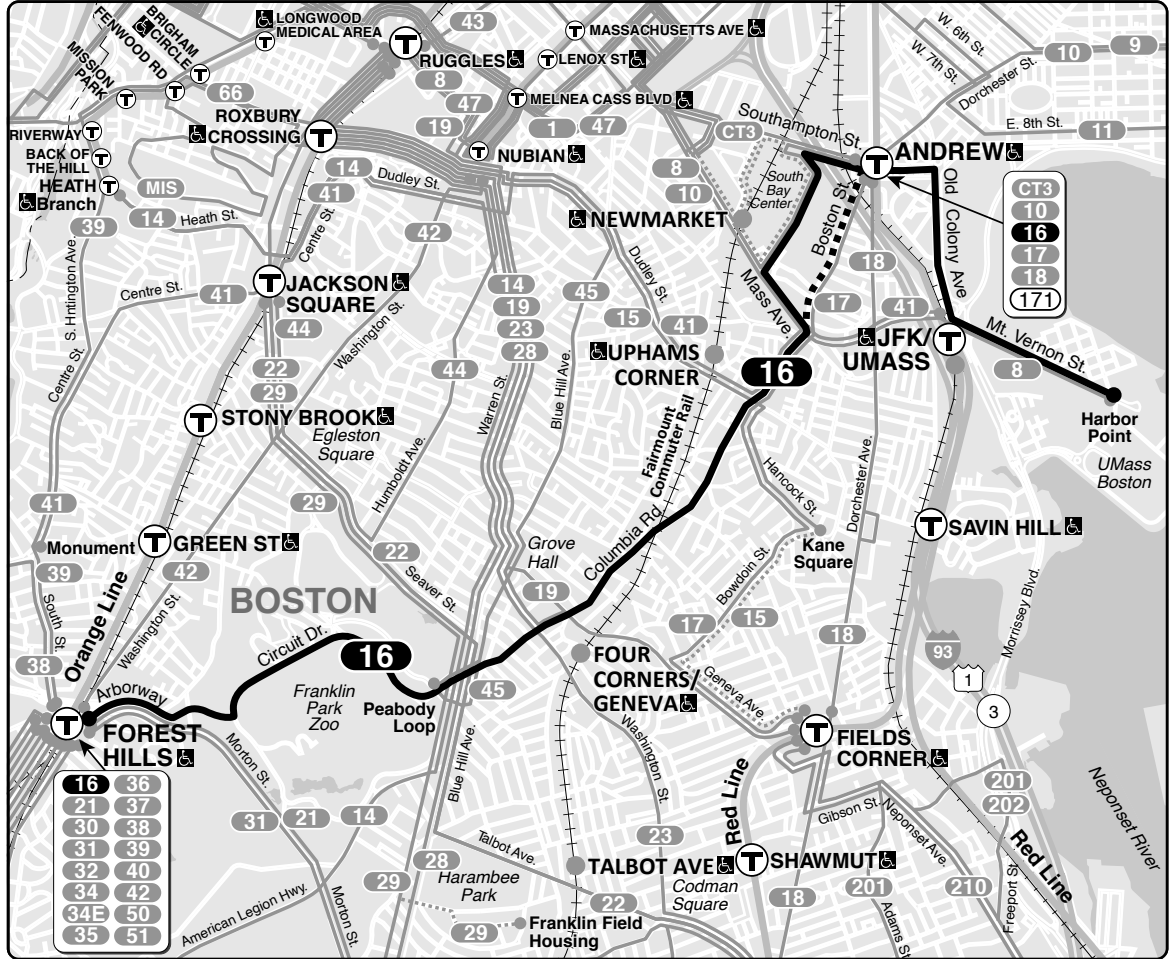 43
LONGWOOD
MEDICAL AREA
BRIGHAM
CIRCLE
FENWOOD RD
MISSION
PARK
T
RUGGLES
MASSACHUSETTS AVE
LENOX ST
W. 6th St.
W. 7th St.
10
9
Dorchester St.
8
47
MELNEA CASS BLVD
66
ROXBURY
CROSSING
19
1
47
CT3
Southampton St.
E. 8th St.
11
RIVERWAY
BACK OF
THE HILL
HEATH
Branch
NUBIAN
ANDREW
14
Dudley St.
41
8
10
South
Bay
Center
MIS
14
Heath St.
39
Centre St.
42
NEWMARKET
Boston St.
Old
Colony Ave
CT3
10
16
17
18
171
S. Hntington Ave.
Centre St.
41
JACKSON
SQUARE
Dudley St.
Mass Ave.
18
14
19
23
28
45
15
41
17
41
44
Washington St.
JFK/
UMASS
Mt. Vernon St.
8
22
29
44
UPHAMS
CORNER
16
Centre St.
Warren St.
Blue Hill Ave.
STONY BROOK
Egleston
Square
Humboldt Ave.
Fairmount
Commuter Rail
Harbor
Point
UMass
Boston
Hancock St.
Dorchester Ave.
41
29
Monument
GREEN ST
22
Seaver St.
Grove
Hall
Columbia Rd.
Kane
Square
SAVIN HILL
39
42
BOSTON
19
Bowdoin St.
15
17
18
Morrissey Blvd.
South St.
Orange Line
Washington St.
Circuit Dr.
16
93
1
3
38
Arborway
Franklin
Park
Zoo
Peabody
Loop
45
FOUR
CORNERS/
GENEVA
Geneva Ave.
FOREST
HILLS
Morton St.
Blue Hill Ave.
Washington St.
FIELDS
CORNER
16 36
21 37
30 38
31 39
32 40
34 42
34E 50
35 51
31
21
14
Red Line
201
202
Gibson St.
Neponset Ave.
Neponset River
Talbot Ave.
23
28
Harambee
Park
TALBOT AVE
SHAWMUT
Codman
Square
Red Line
29
22
18
201
210
Freeport St.
American Legion Hwy.
Morton St.
29
Franklin Field
Housing
Adams St.